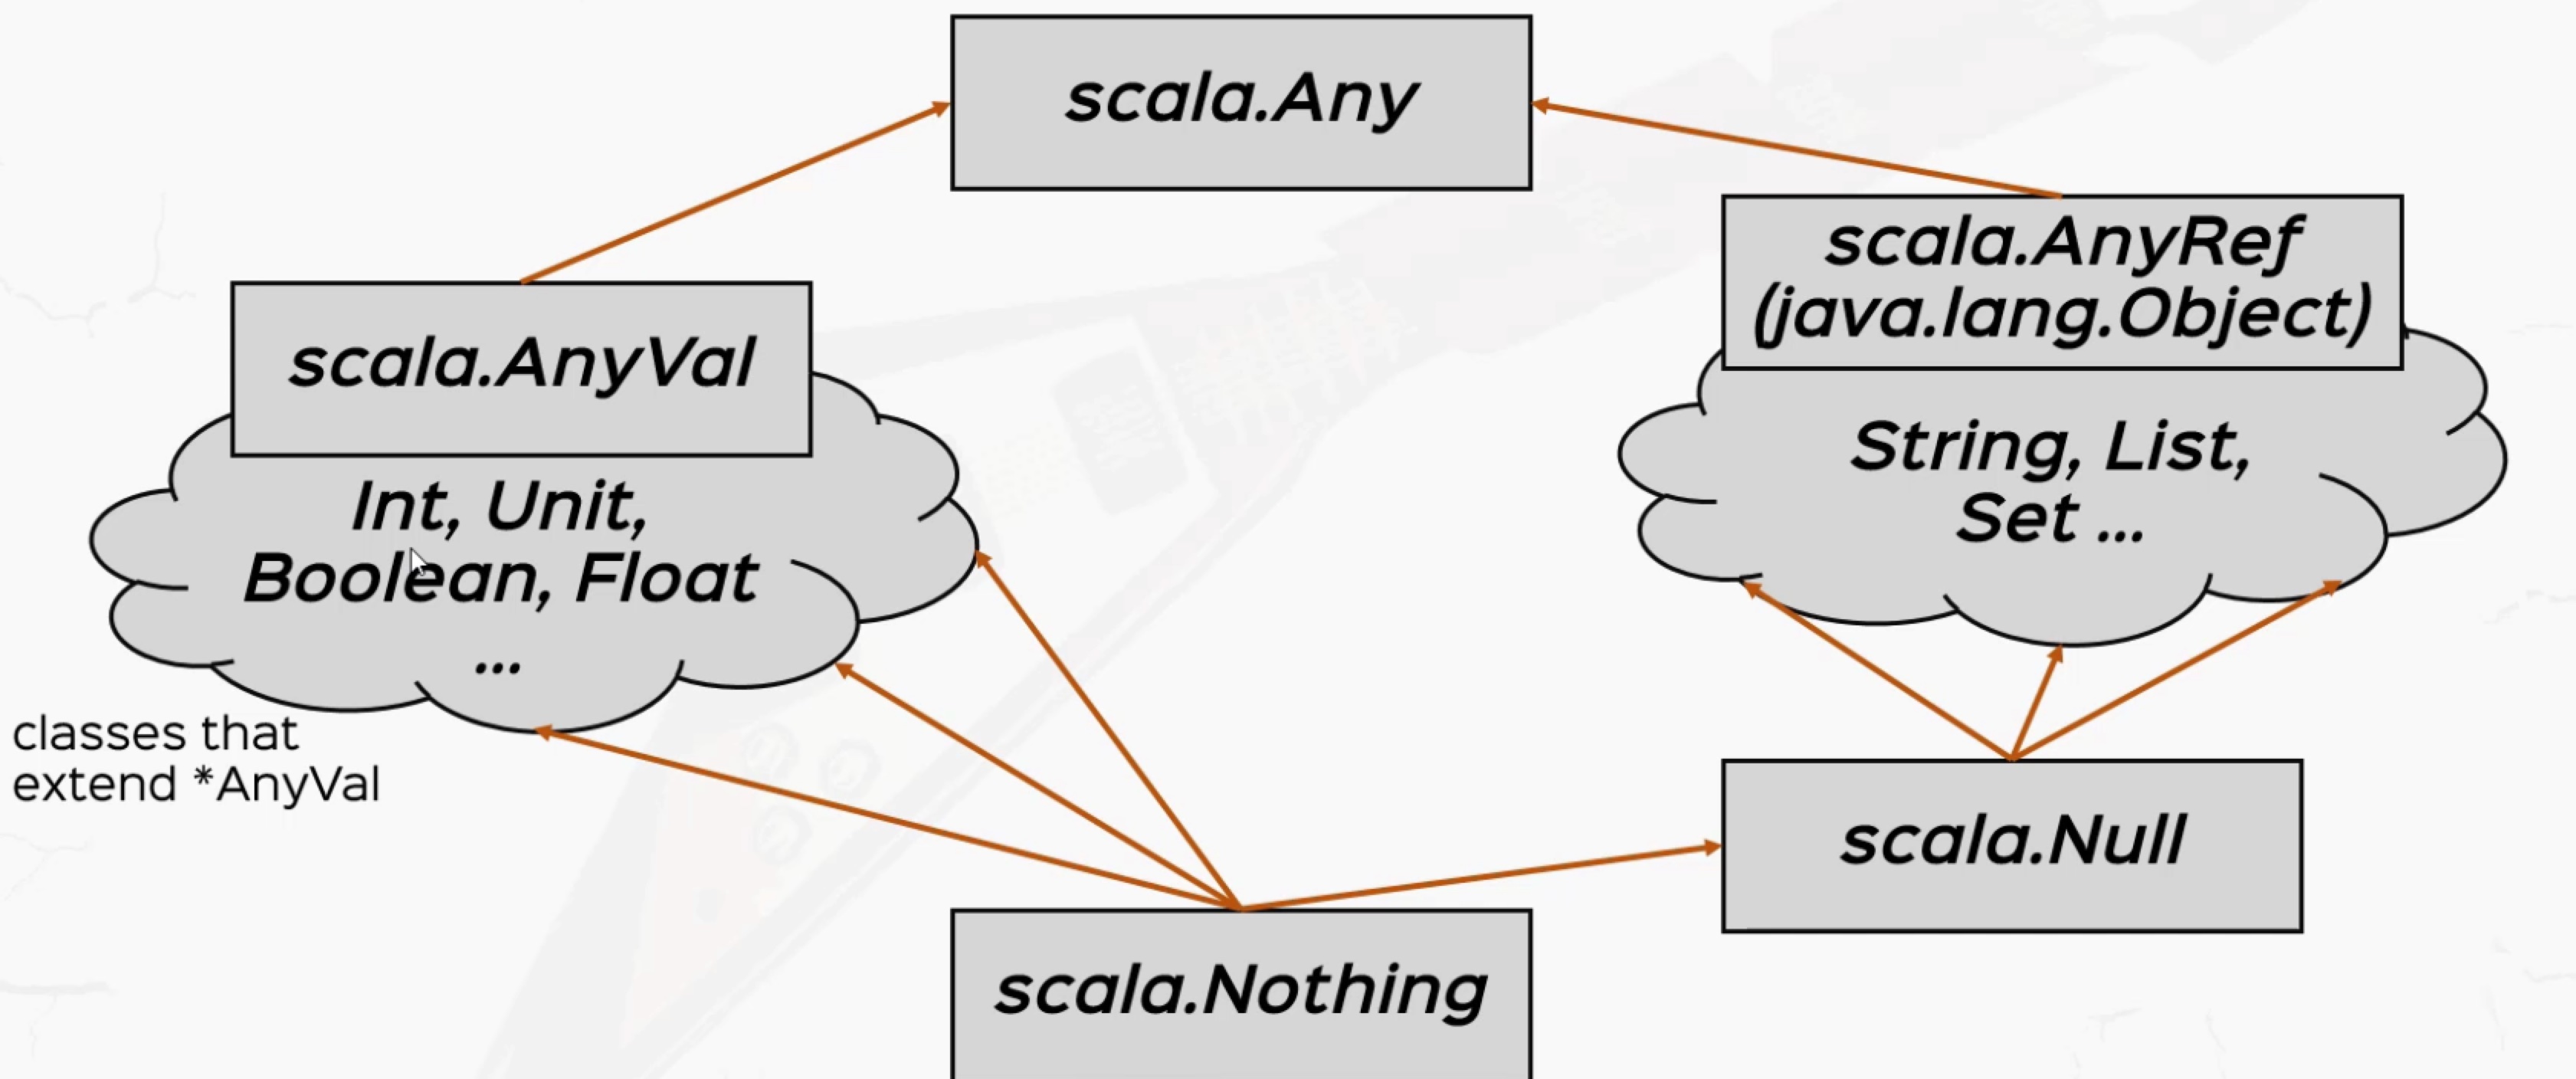 scala.Any
scala.AnyRef
(java.lang.Object)
scala.AnyVal
String, List,
Set ...
Int, Unit,
Boolean, Float
...
classes that
extend *AnyVal
scala.Null
scala.Nothing